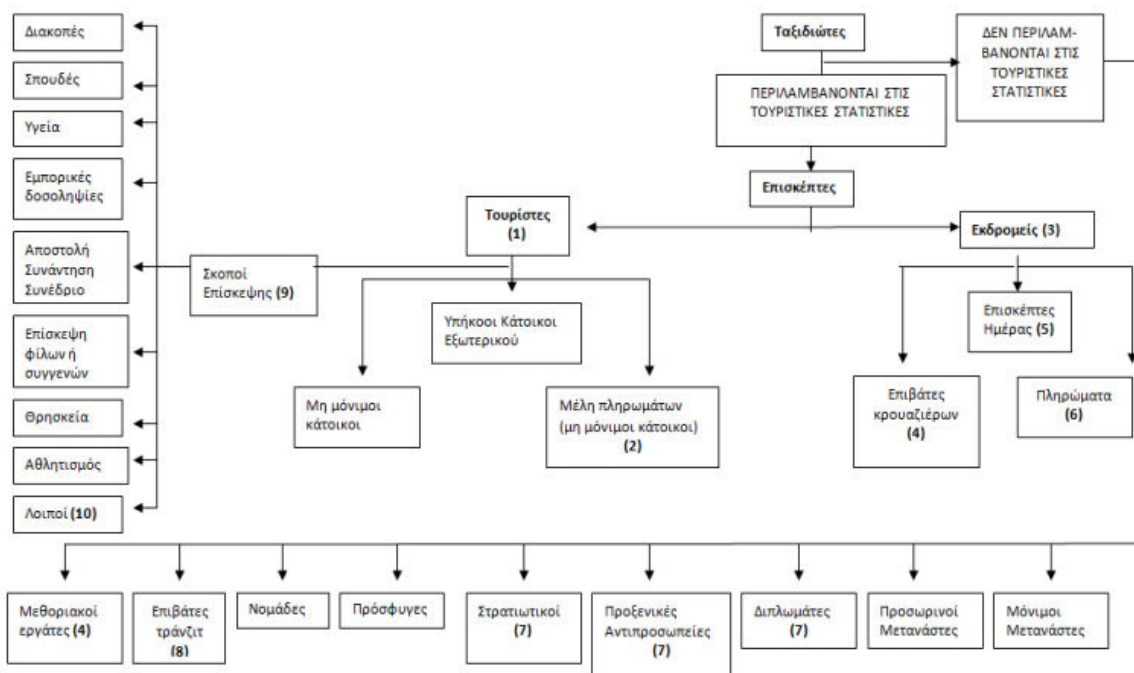 Διακοπές
Σπουδές
Υγεία
Εμπορικές
δοσοληψίες
Αποστολή
Συνάντηση
Συνέδριο
Επίσκεψη
φίλων ή
συγγενών
Θρησκεία
Αθλητισμός
Λοιποί (10)
Σκοποί
Επίσκεψης (9)
Ταξιδιώτες
ΔΕΝ ΠΕΡΙΛΑΜ-
ΒΑΝΟΝΤΑΙ ΣΤΙΣ
ΤΟΥΡΙΣΤΙΚΕΣ
ΣΤΑΤΙΣΤΙΚΕΣ
ΠΕΡΙΛΑΜΒΑΝΟΝΤΑΙ ΣΤΙΣ
ΤΟΥΡΙΣΤΙΚΕΣ ΣΤΑΤΙΣΤΙΚΕΣ
Επισκέπτες
Τουρίστες
(1)
Εκδρομείς (3)
Υπήκοοι Κάτοικοι
Εξωτερικού
Μη μόνιμοι
κάτοικοι
Μέλη πληρωμάτων
(μη μόνιμοι κάτοικοι)
(2)
Επισκέπτες
Ημέρας (5)
Επιβάτες
κρουαζιέρων
(4)
Πληρώματα
(6)
Μεθοριακοί
εργάτες (4)
Επιβάτες
τράνζιτ
(8)
Νομάδες
Πρόσφυγες
Στρατιωτικοί
(7)
Προξενικές
Αντιπροσωπείες
(7)
Διπλωμάτες
(7)
Προσωρινοί
Μετανάστες
Μόνιμοι
Μετανάστες